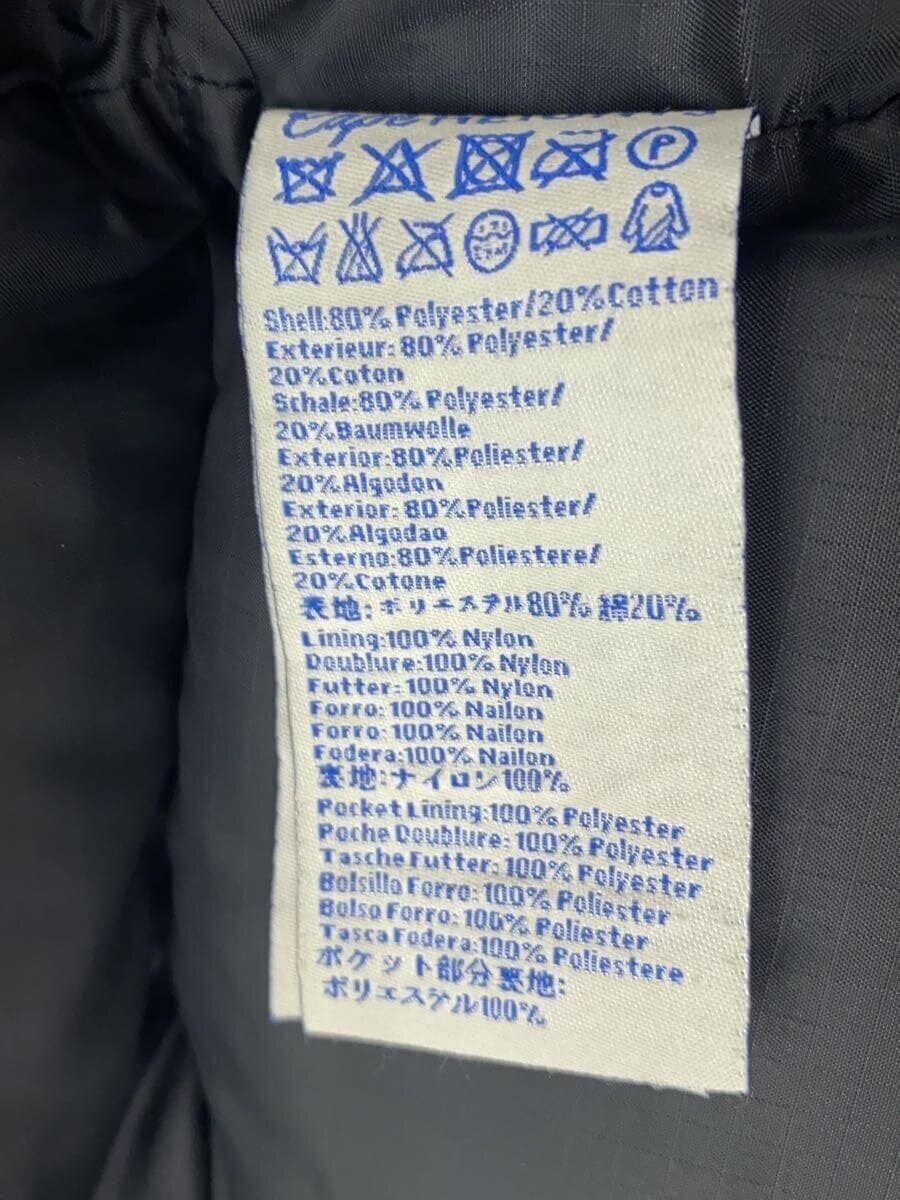 P
Shell:80% Polyester/20%Cotton
Exterieur: 80% Polyester/
20%Coton
Schale:80% Polyester/
20%Baumwolle
Exterior:80%Poliester/
20%Algodon
Exterior: 80%Poliester/
20%Algodao
Esterno:80%Poliestere/
20%Cotone
表地:ポリエステル80% 綿20%
Lining:100% Nylon
Doublure:100% Nylon
Futter:100% Nylon
Forro:100% Nailon
Forro:100% Nailon
Fodera:100% Nailon
裏地:ナイロン100%
Pocket Lining:100% Polyester
Poche Doublure: 100% Polyester
Tasche Futter: 100% Polyester
Bolsillo Forro: 100% Poliester
Bolso Forro: 100% Poliester
Tasca Fodera:100% Poliestere
ポケット部分裏地:
ポリエステル100%